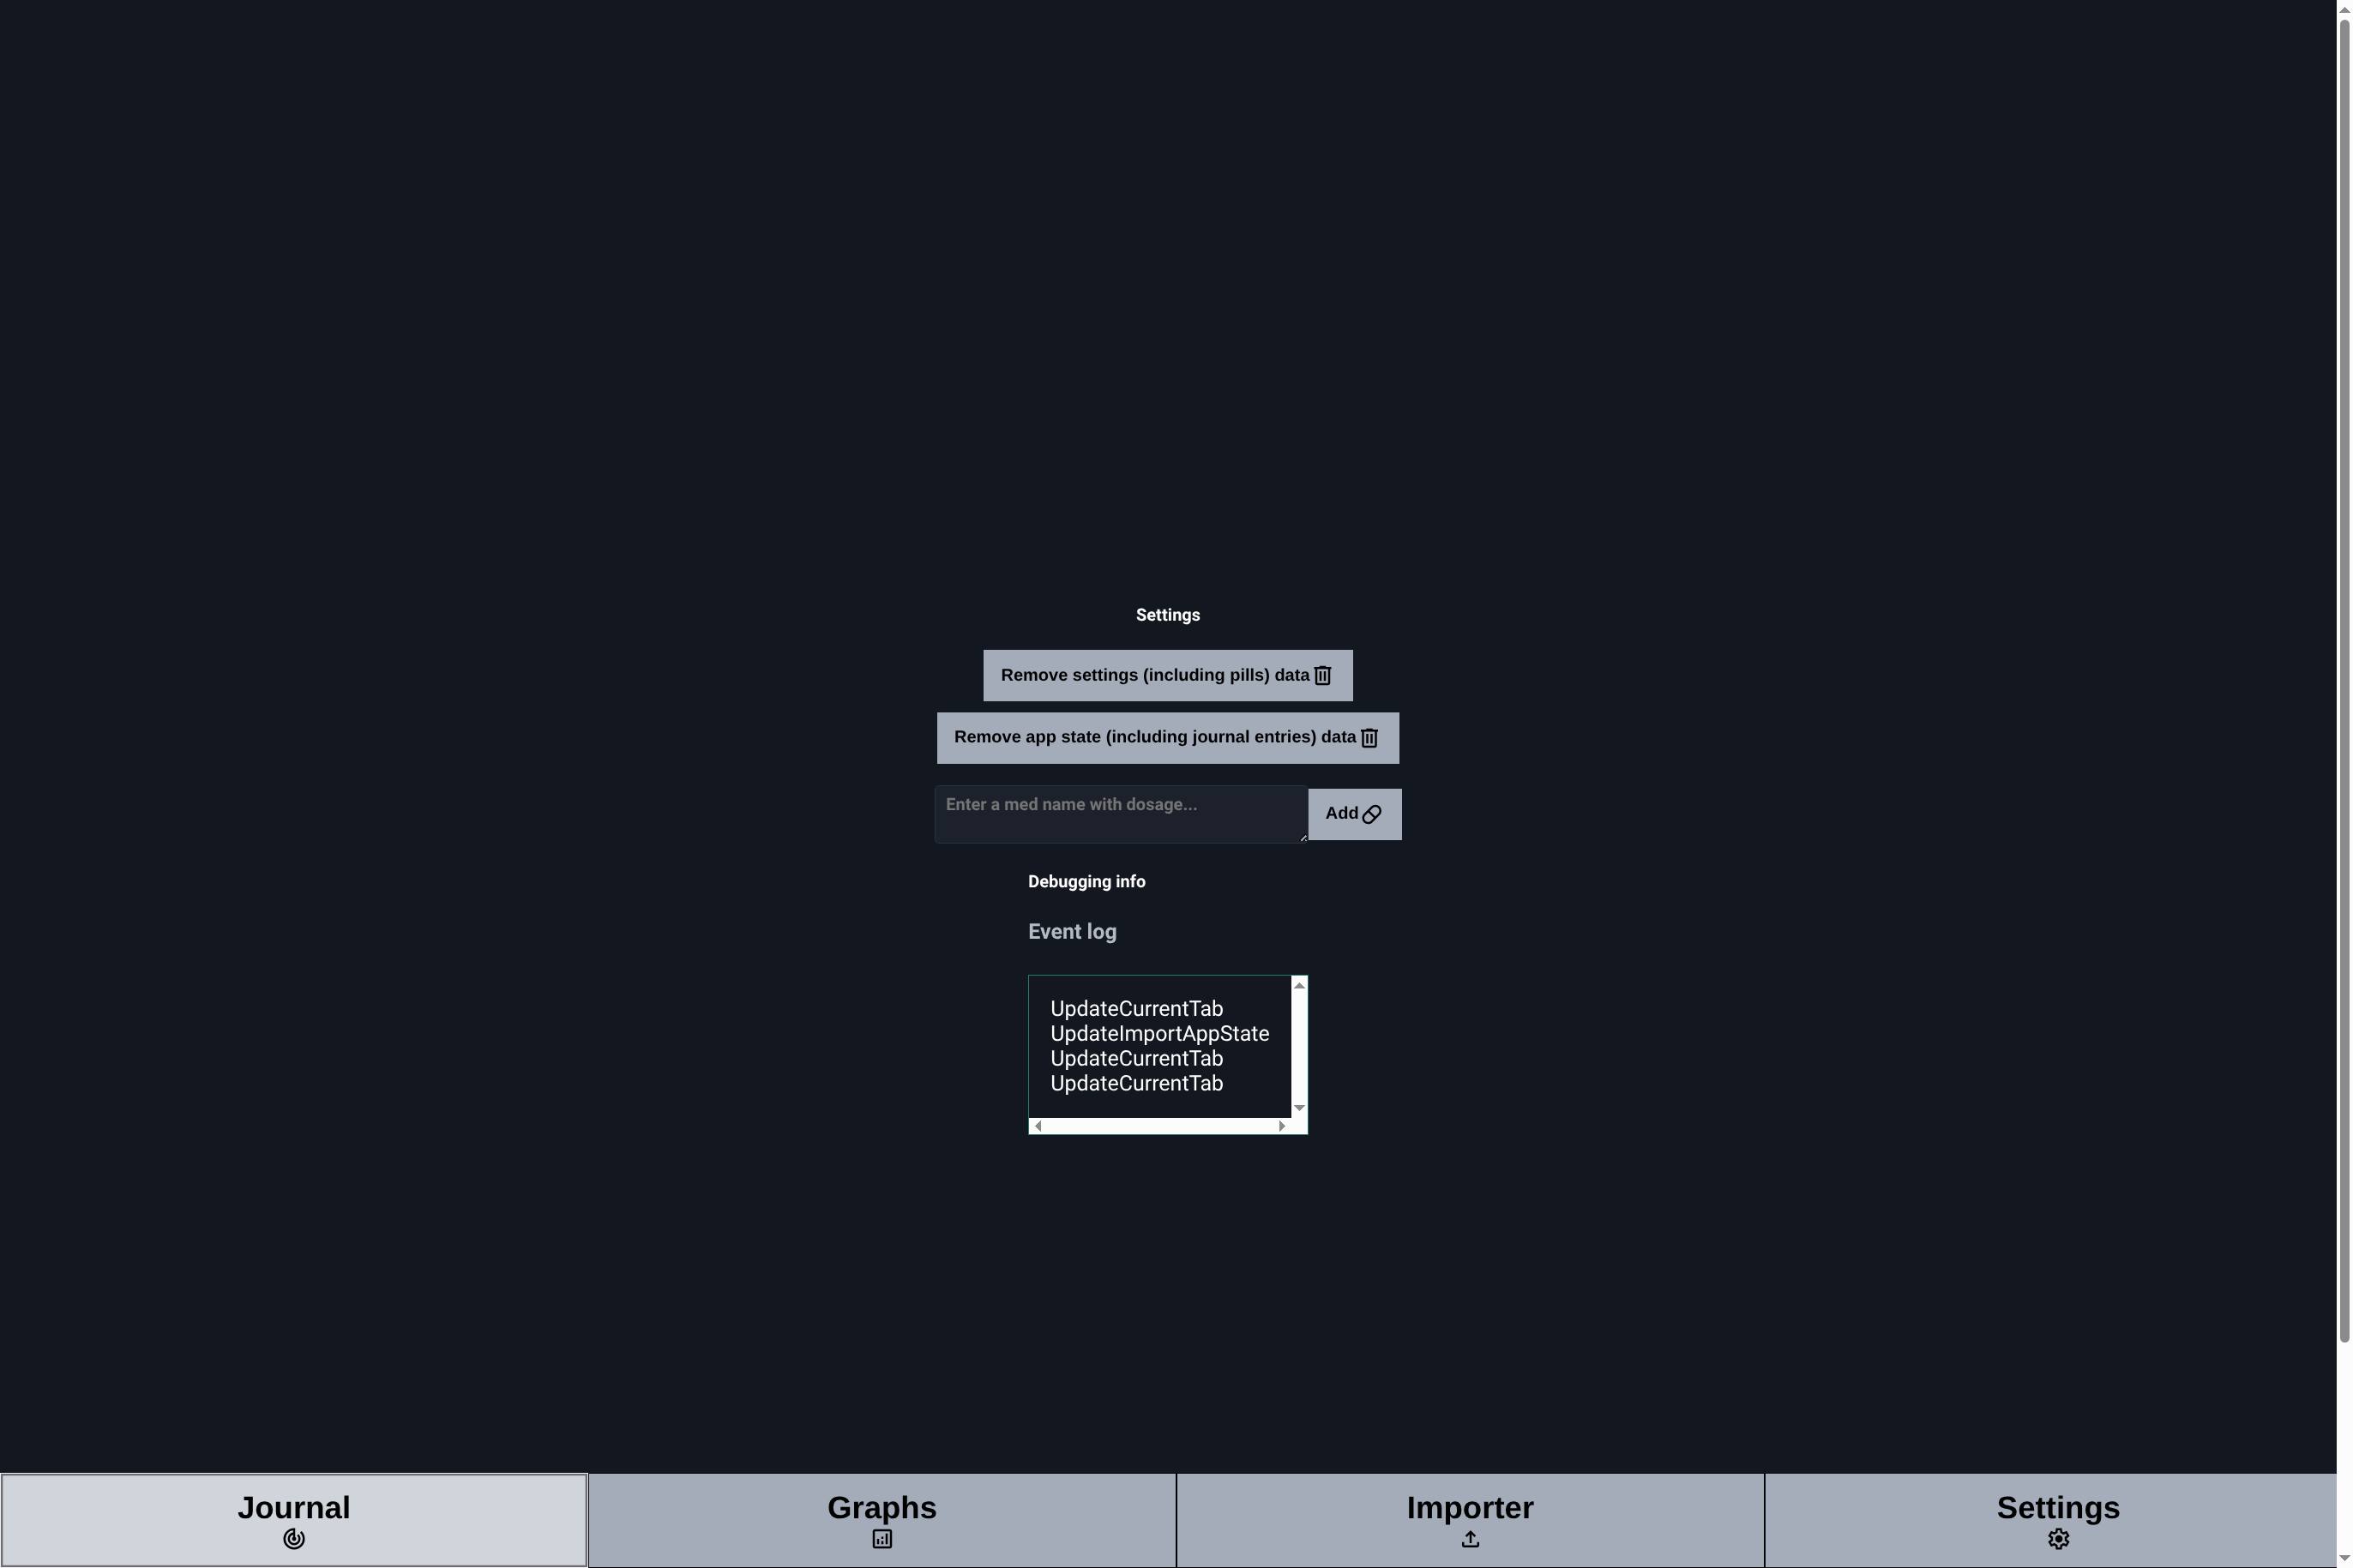 Settings
Remove settings (including pills) data
Remove app state (including journal entries) data
Enter a med name with dosage...
Add
Debugging info
Event log
UpdateCurrentTab
UpdateImportAppState
UpdateCurrentTab
UpdateCurrentTab
Journal
Graphs
Importer
Settings